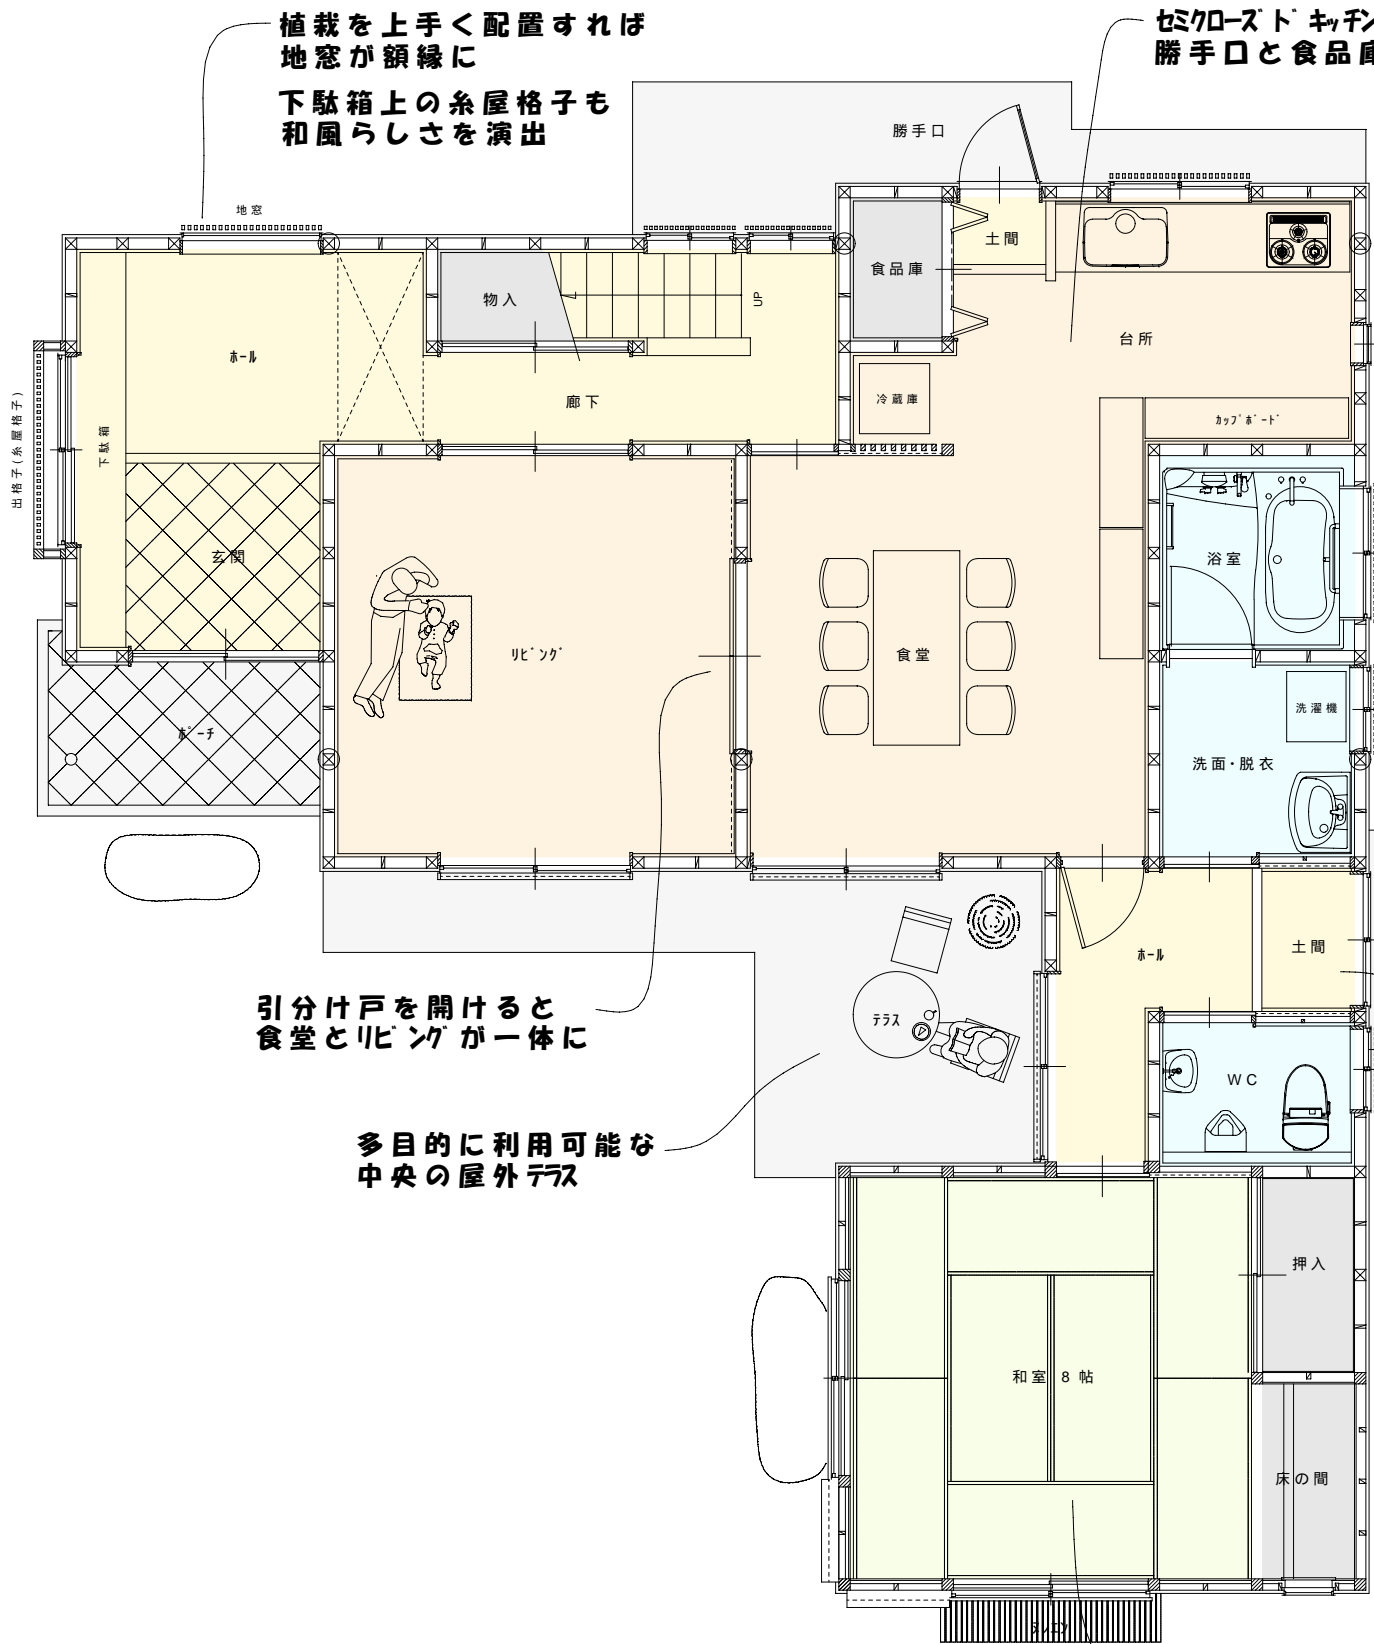 植栽を上手く配置すれば
地窓が額縁に
下駄箱上の糸屋格子も
和風らしさを演出
セミクローズドキッチン
勝手口と食品庫
勝手口
地窓
土間
食品庫
物入
UP
台所
ホール
廊下
冷蔵庫
カップボード
出格子(糸屋格子)
下駄箱
玄関
浴室
リビング
食堂
洗濯機
ポーチ
洗面・脱衣
ホール
土間
引分け戸を開けると
食堂とリビングが一体に
テラス
WC
多目的に利用可能な
中央の屋外テラス
押入
和室 8 帖
床の間